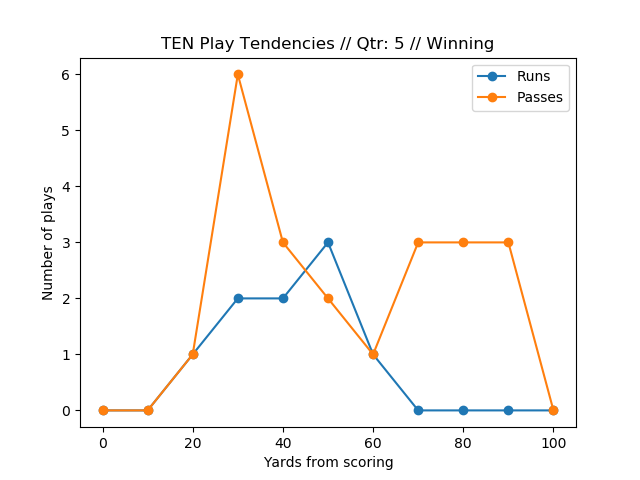 TEN Play Tendencies // Qtr: 5 // Winning
Runs
Passes
Number of plays
6
5
4
3
2
1
0
0 20 40 60 80 100
Yards from scoring